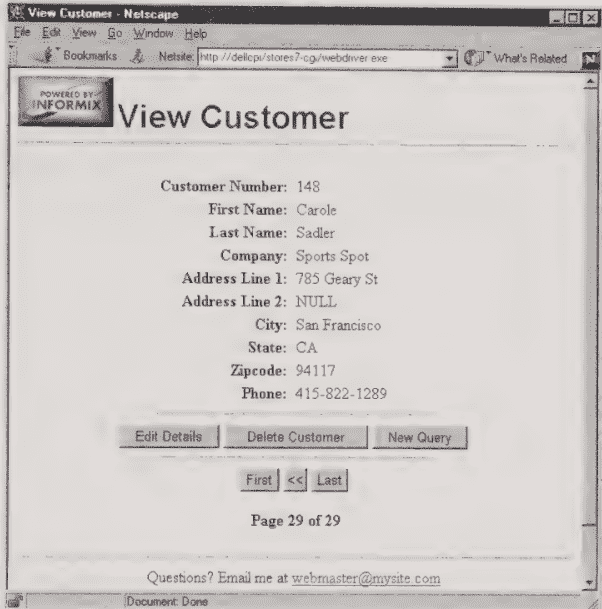 View Customer - Netscape
File Edit View Go Window Help
Bookmarks Netsite: http://dellcpi/stores7-cgi/webdriver.exe What's Related N
POWERED BY
INFORMIX
View Customer
Customer Number: 148
First Name: Carole
Last Name: Sadler
Company: Sports Spot
Address Line 1: 785 Geary St
Address Line 2: NULL
City: San Francisco
State: CA
Zipcode: 94117
Phone: 415-822-1289
Edit Details Delete Customer New Query
First << Last
Page 29 of 29
Questions? Email me at webmaster@mysite.com
Document: Done